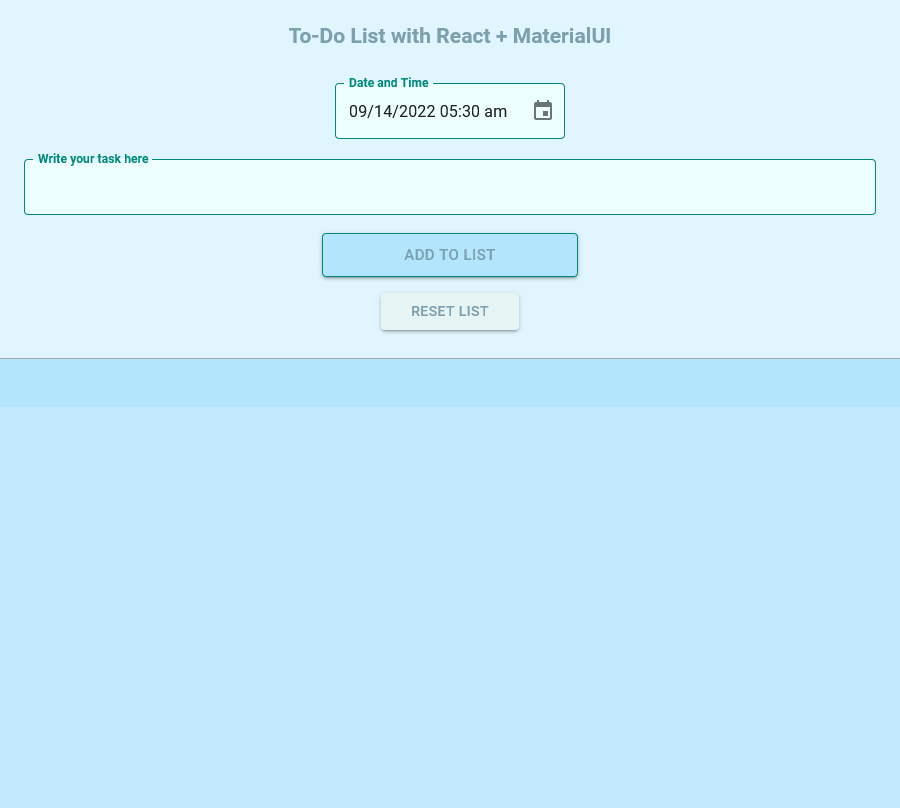 To-Do List with React + MaterialUI
Date and Time
09/14/2022 05:30 am
Write your task here
ADD TO LIST
RESET LIST